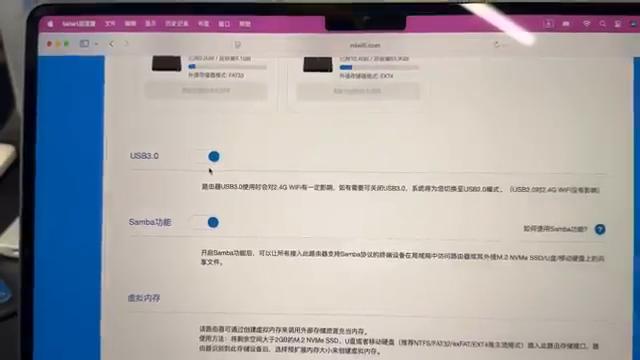 Safari浏览器 文件 编辑 显示 历史记录 书签 窗口 帮助
miwifi.com
外接存储器格式: FAT32
外接存储器格式: EXT4
USB3.0
路由器USB3.0使用时会对2.4G WiFi有一定影响, 如有需要可关闭USB3.0, 系统将为您切换至USB2.0模式。 (USB2.0对2.4G WiFi没有影响)
Samba功能
如何使用Samba功能? ?
开启Samba功能后, 可以让所有接入此路由器支持Samba协议的终端设备在局域网中访问路由器或其外接M.2 NVMe SSD/U盘/移动硬盘上的共
享文件。
虚拟内存
该路由器可通过创建虚拟内存来调用外部存储资源充当内存。
使用方法: 将剩余空间大于2GB的M.2 NVMe SSD、U盘或者移动硬盘 (推荐NTFS/FAT32/exFAT/EXT4等主流格式) 插入此路由存储接口, 路
由器识别到此存储设备后, 选择预扩展内存大小来创建虚拟内存。